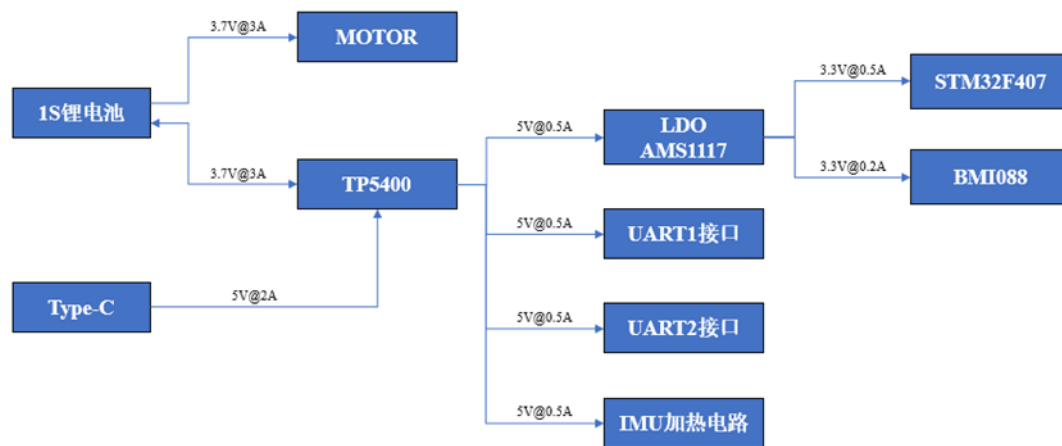 3.7V@3A
MOTOR
1S锂电池
3.7V@3A
TP5400
Type-C
5V@2A
5V@0.5A
LDO
AMS1117
3.3V@0.5A
STM32F407
3.3V@0.2A
BMI088
5V@0.5A
UART1接口
5V@0.5A
UART2接口
5V@0.5A
IMU加热电路